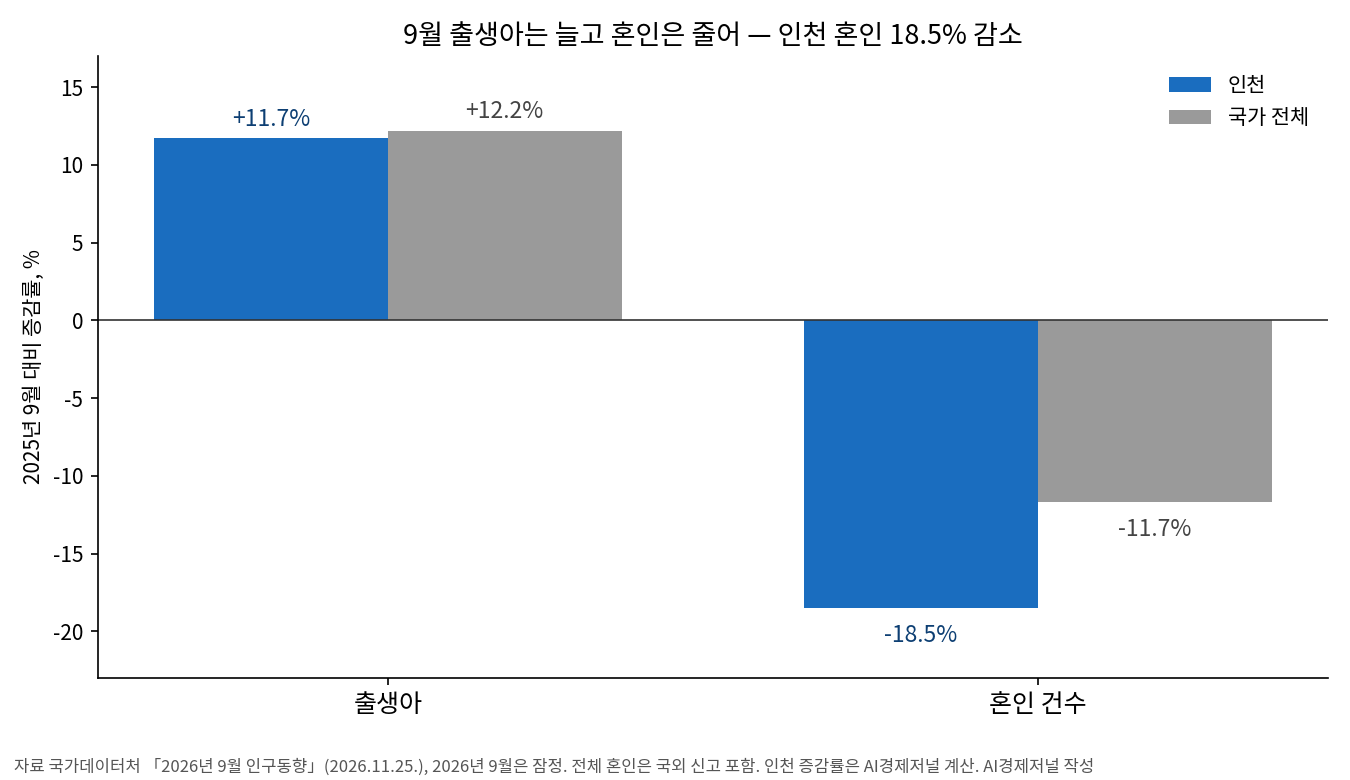 9월 출생아는 늘고 혼인은 줄어 — 인천 혼인 18.5% 감소
인천
국가 전체
2025년 9월 대비 증감률, %
15
10
5
0
-5
-10
-15
-20
+11.7%
+12.2%
-18.5%
-11.7%
출생아
혼인 건수
자료 국가데이터처 「2026년 9월 인구동향」(2026.11.25.), 2026년 9월은 잠정. 전체 혼인은 국외 신고 포함. 인천 증감률은 AI경제저널 계산. AI경제저널 작성